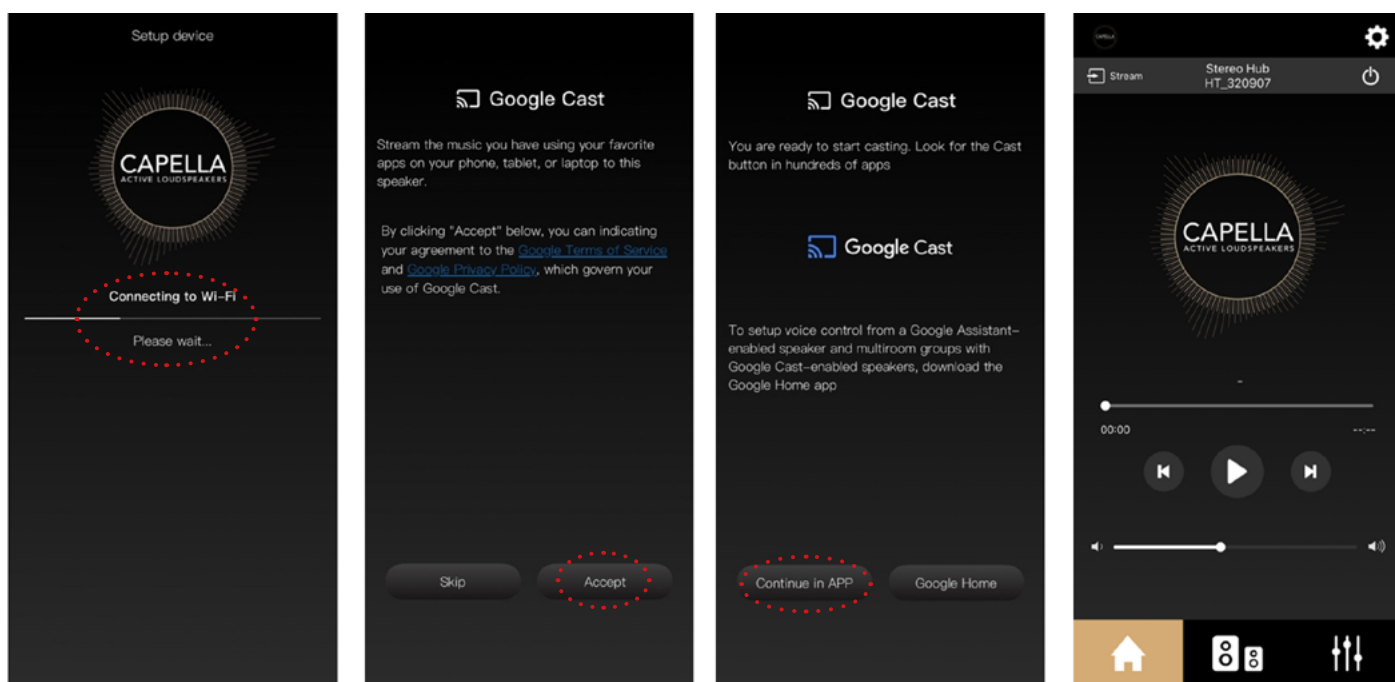 Setup device
CAPELLA
ACTIVE LOUDSPEAKERS
Connecting to Wi-Fi
Please wait...
Google Cast
Stream the music you have using your favorite
apps on your phone, tablet, or laptop to this
speaker.
By clicking "Accept" below, you can indicating
your agreement to the Google Terms of Service
and Google Privacy Policy, which govern your
use of Google Cast.
Skip
Accept
Google Cast
You are ready to start casting. Look for the Cast
button in hundreds of apps
Google Cast
To setup voice control from a Google Assistant-
enabled speaker and multiroom groups with
Google Cast-enabled speakers, download the
Google Home app
Continue in APP
Google Home
CAPELLA
Stream
Stereo Hub
HT_320907
CAPELLA
ACTIVE LOUDSPEAKERS
-
00:00
--:--